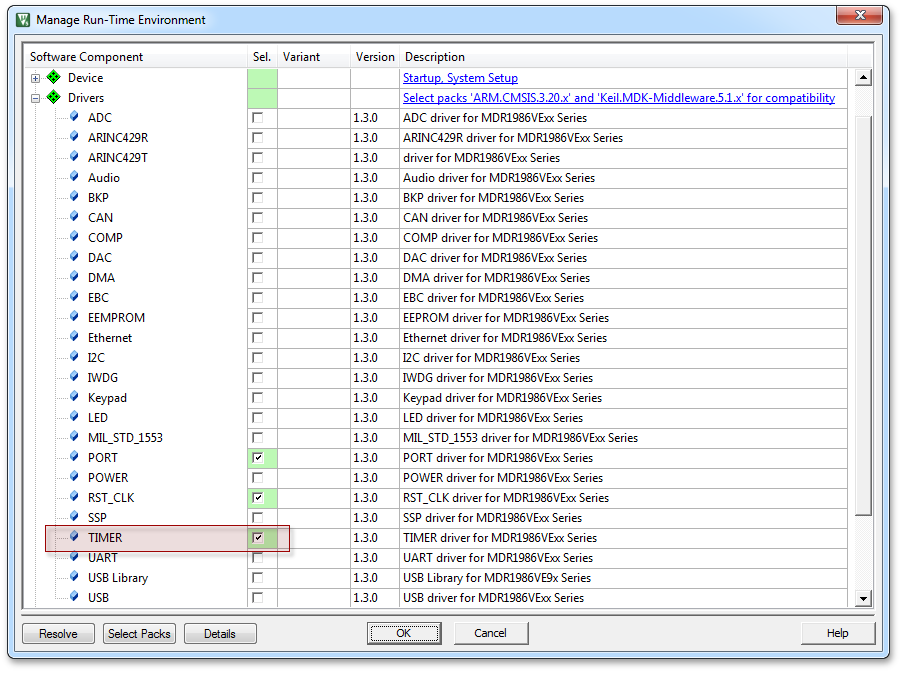 Manage Run-Time Environment
Software Component Sel. Variant Version Description
Device Startup, System Setup
Drivers Select packs 'ARM.CMSIS.3.20.x' and 'Keil.MDK-Middleware.5.1.x' for compatibility
ADC 1.3.0 ADC driver for MDR1986VExx Series
ARINC429R 1.3.0 ARINC429R driver for MDR1986VExx Series
ARINC429T 1.3.0 driver for MDR1986VExx Series
Audio 1.3.0 Audio driver for MDR1986VExx Series
BKP 1.3.0 BKP driver for MDR1986VExx Series
CAN 1.3.0 CAN driver for MDR1986VExx Series
COMP 1.3.0 COMP driver for MDR1986VExx Series
DAC 1.3.0 DAC driver for MDR1986VExx Series
DMA 1.3.0 DMA driver for MDR1986VExx Series
EBC 1.3.0 EBC driver for MDR1986VExx Series
EEMPROM 1.3.0 EEPROM driver for MDR1986VExx Series
Ethernet 1.3.0 Ethernet driver for MDR1986VExx Series
I2C 1.3.0 I2C driver for MDR1986VExx Series
IWDG 1.3.0 IWDG driver for MDR1986VExx Series
Keypad 1.3.0 Keypad driver for MDR1986VExx Series
LED 1.3.0 LED driver for MDR1986VExx Series
MIL_STD_1553 1.3.0 MIL_STD_1553 driver for MDR1986VExx Series
PORT 1.3.0 PORT driver for MDR1986VExx Series
POWER 1.3.0 POWER driver for MDR1986VExx Series
RST_CLK 1.3.0 RST_CLK driver for MDR1986VExx Series
SSP 1.3.0 SSP driver for MDR1986VExx Series
TIMER 1.3.0 TIMER driver for MDR1986VExx Series
UART 1.3.0 UART driver for MDR1986VExx Series
USB Library 1.3.0 USB Library for MDR1986VE9x Series
USB 1.3.0 USB driver for MDR1986VExx Series
Resolve Select Packs Details OK Cancel Help